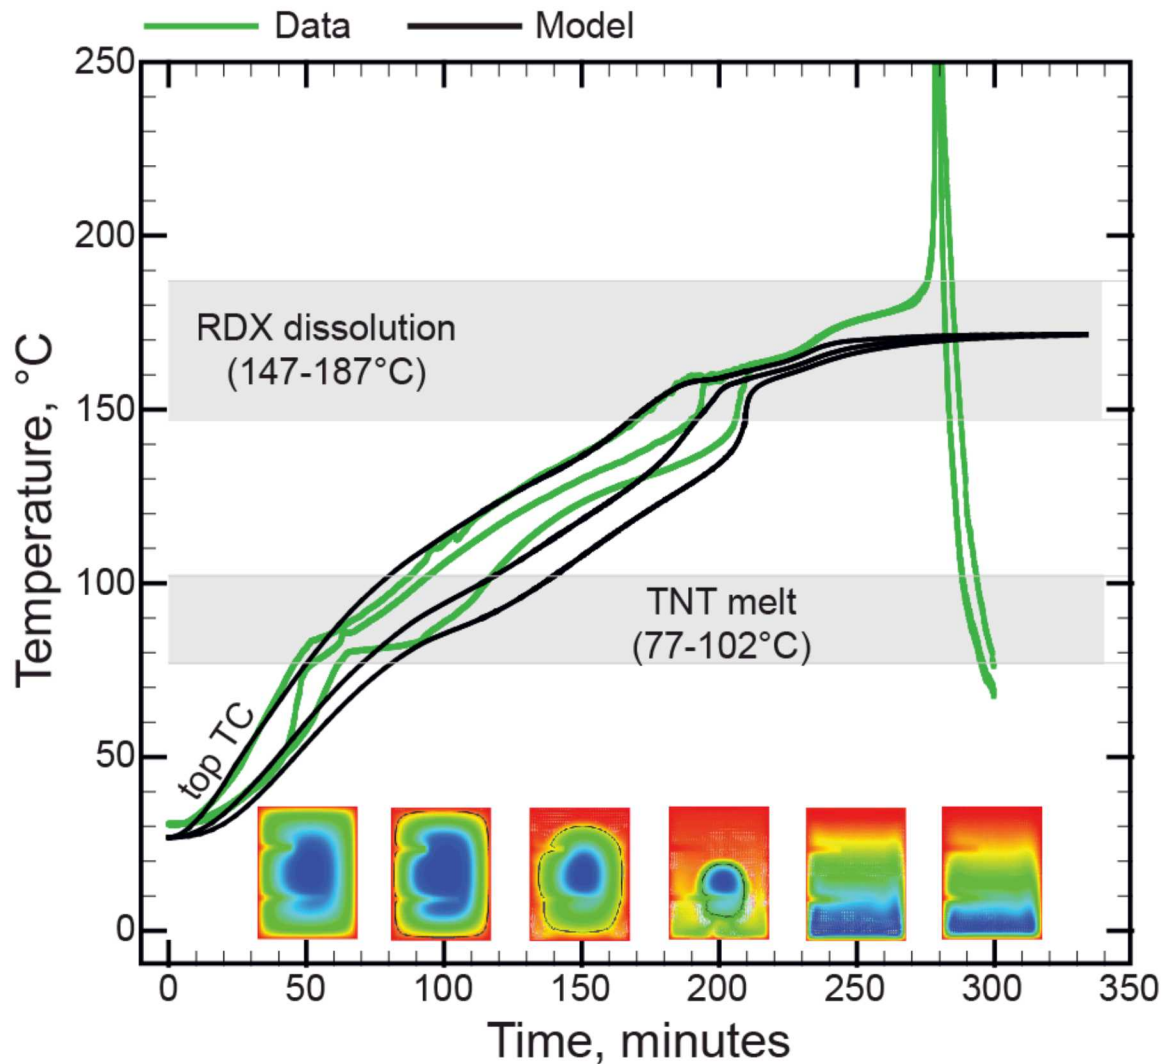 Data Model
250
200
150
100
50
0
Temperature, °C
RDX dissolution
(147-187°C)
TNT melt
(77-102°C)
top TC
0 50 100 150 200 250 300 350
Time, minutes